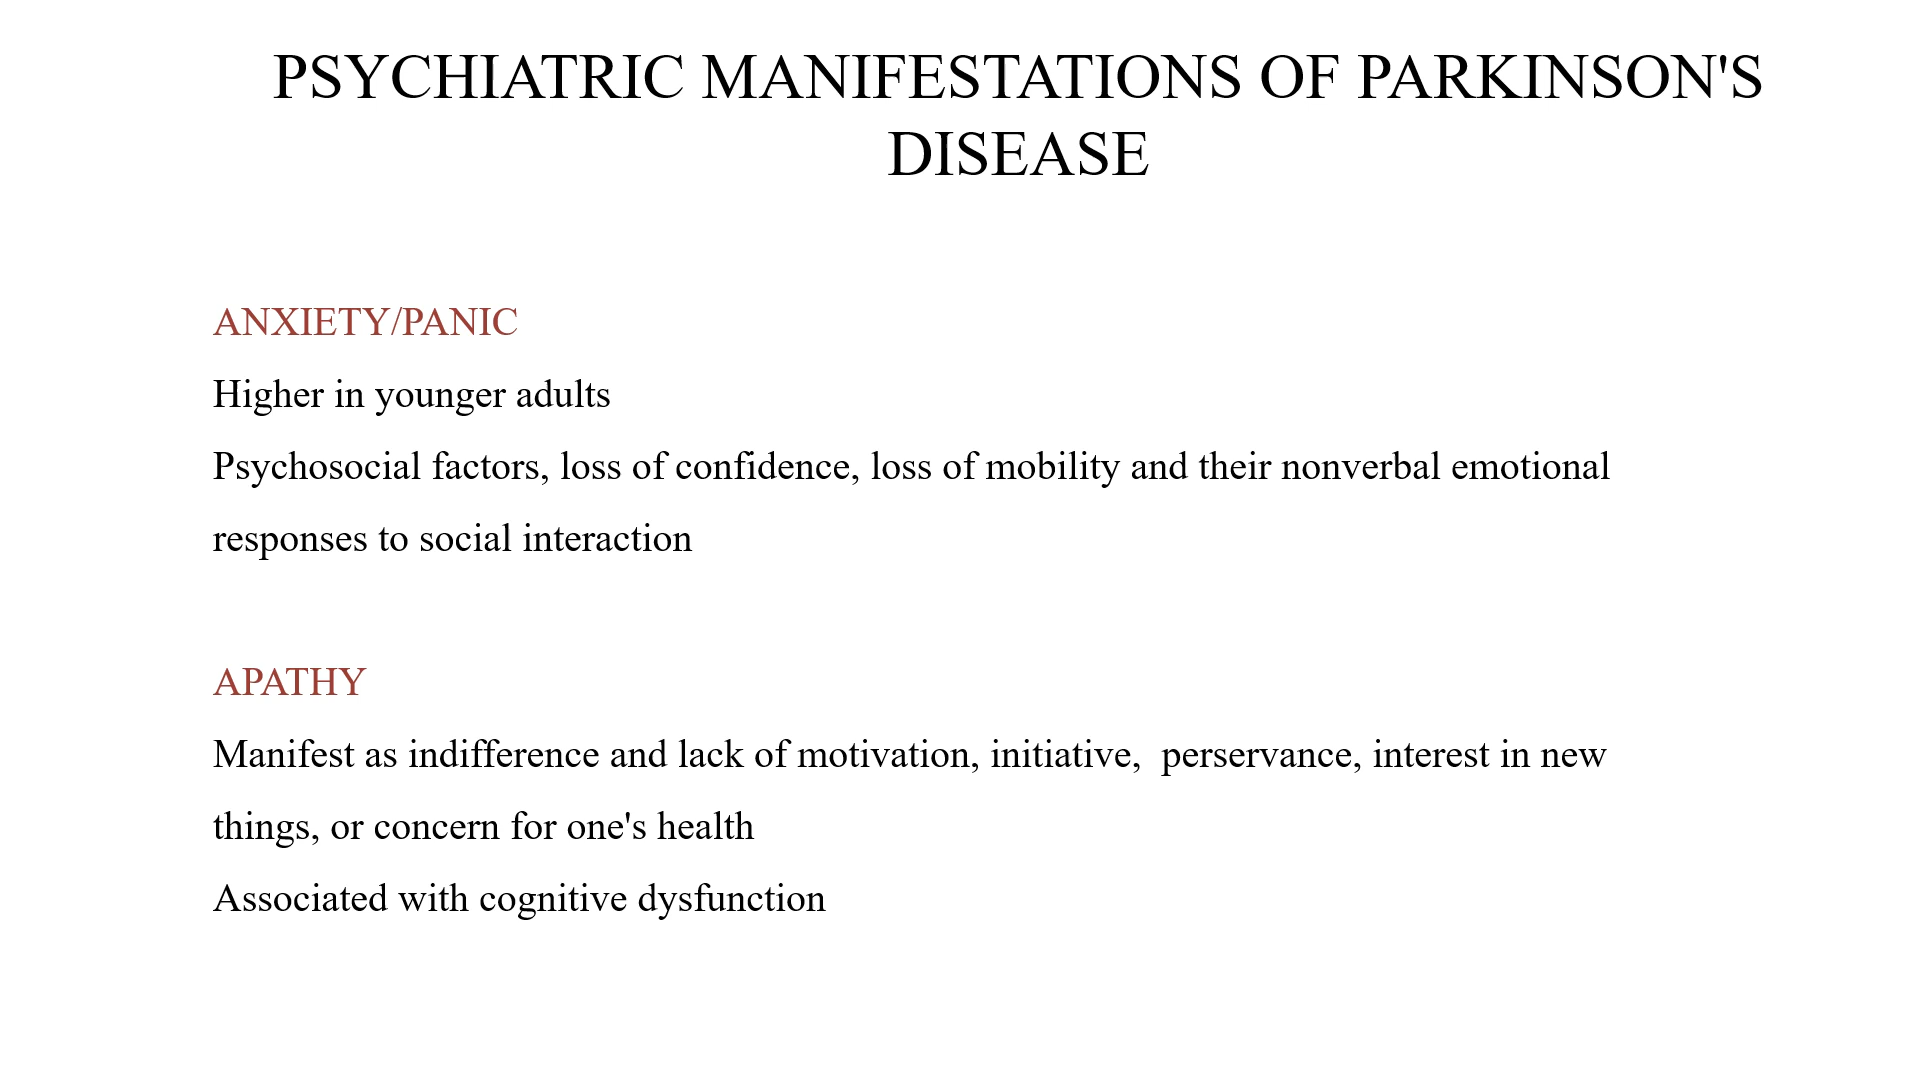 PSYCHIATRIC MANIFESTATIONS OF PARKINSON'S
DISEASE
ANXIETY/PANIC
Higher in younger adults
Psychosocial factors, loss of confidence, loss of mobility and their nonverbal emotional
responses to social interaction
APATHY
Manifest as indifference and lack of motivation, initiative,  perservance, interest in new
things, or concern for one's health
Associated with cognitive dysfunction